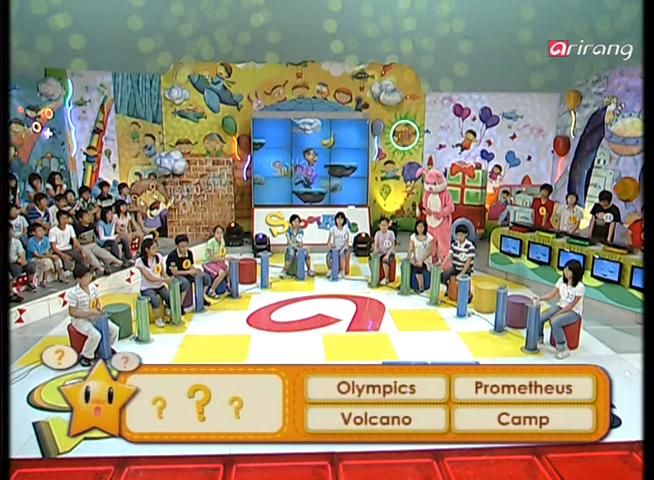 arirang
? ? ? ? ?
Olympics Prometheus
Volcano Camp